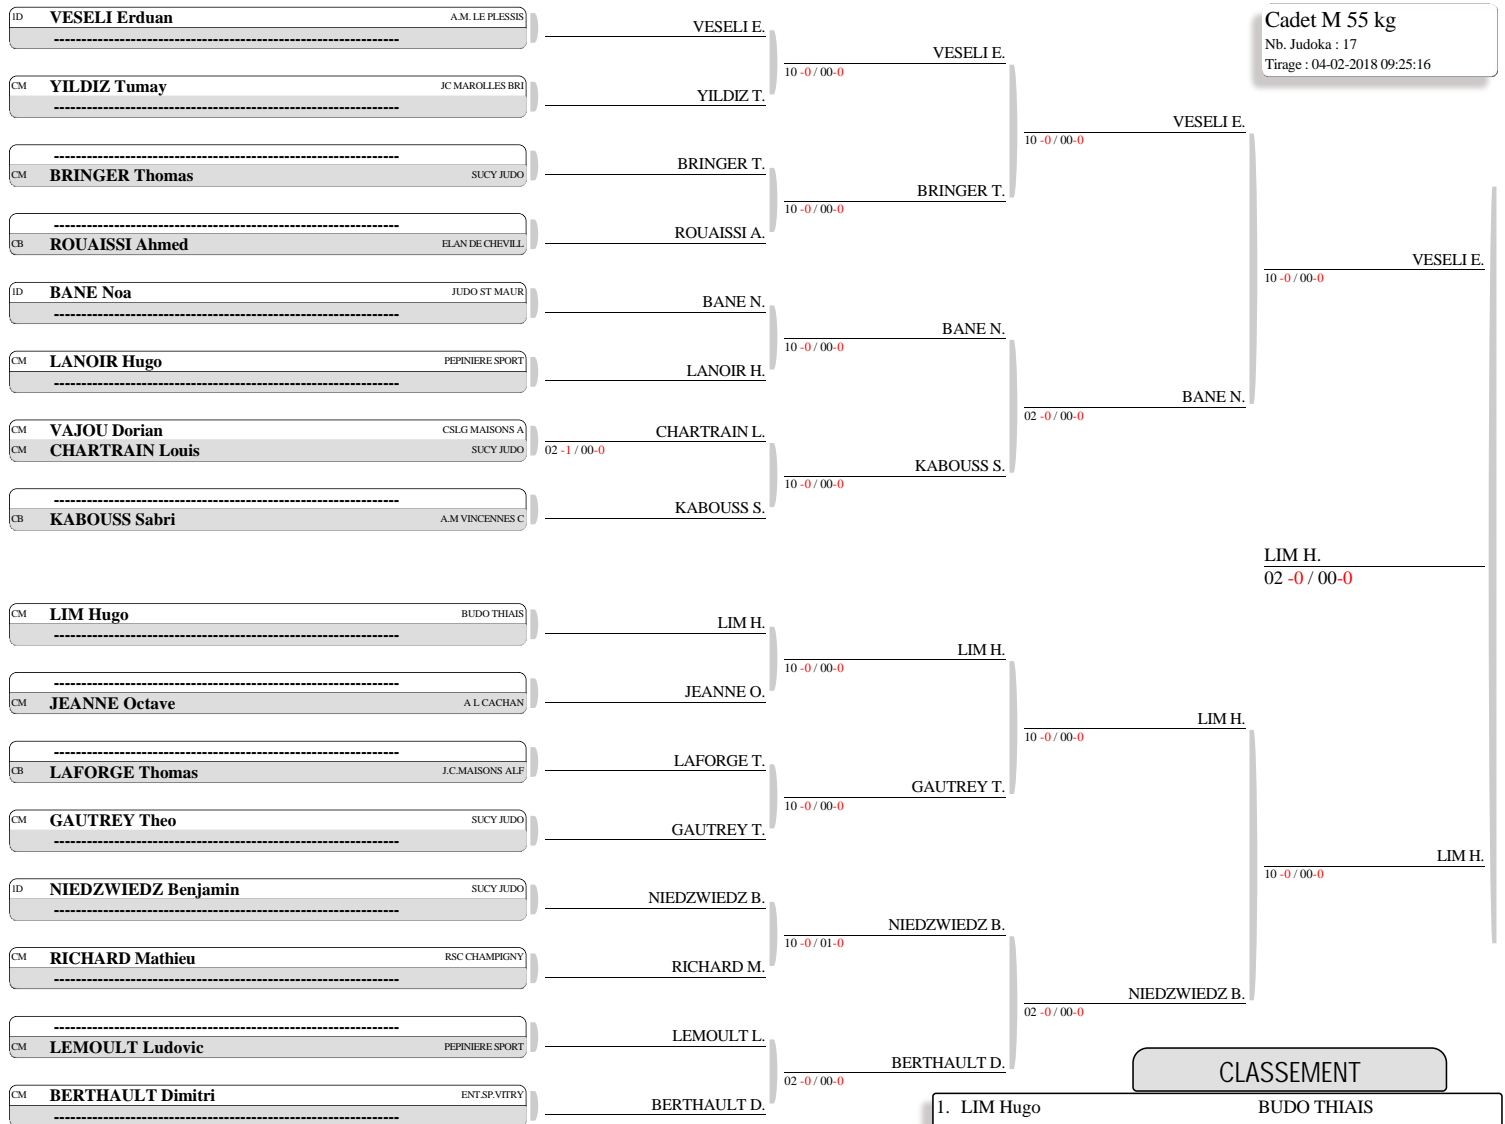 Cadet M 55 kg
Nb. Judoka : 17
Tirage : 04-02-2018 09:25:16
1D VESELI Erduan A.M. LE PLESSIS
----------------------------------------------------------------
CM YILDIZ Tumay JC MAROLLES BRI
----------------------------------------------------------------
----------------------------------------------------------------
CM BRINGER Thomas SUCY JUDO
----------------------------------------------------------------
CB ROUAISSI Ahmed ELAN DE CHEVILL
1D BANE Noa JUDO ST MAUR
----------------------------------------------------------------
CM LANOIR Hugo PEPINIERE SPORT
----------------------------------------------------------------
CM VAJOU Dorian CSLG MAISONS A
CM CHARTRAIN Louis SUCY JUDO
----------------------------------------------------------------
CB KABOUSS Sabri A.M VINCENNES C
CM LIM Hugo BUDO THIAIS
----------------------------------------------------------------
----------------------------------------------------------------
CM JEANNE Octave A L CACHAN
----------------------------------------------------------------
CB LAFORGE Thomas J.C.MAISONS ALF
CM GAUTREY Theo SUCY JUDO
----------------------------------------------------------------
1D NIEDZWIEDZ Benjamin SUCY JUDO
----------------------------------------------------------------
CM RICHARD Mathieu RSC CHAMPIGNY
----------------------------------------------------------------
----------------------------------------------------------------
CM LEMOULT Ludovic PEPINIERE SPORT
CM BERTHAULT Dimitri ENT.SP.VITRY
----------------------------------------------------------------
VESELI E.
YILDIZ T.
BRINGER T.
ROUAISSI A.
BANE N.
LANOIR H.
CHARTRAIN L.
02 -1 / 00-0
KABOUSS S.
LIM H.
JEANNE O.
LAFORGE T.
GAUTREY T.
NIEDZWIEDZ B.
RICHARD M.
LEMOULT L.
BERTHAULT D.
VESELI E.
10 -0 / 00-0
BRINGER T.
10 -0 / 00-0
BANE N.
10 -0 / 00-0
KABOUSS S.
10 -0 / 00-0
LIM H.
10 -0 / 00-0
GAUTREY T.
10 -0 / 00-0
NIEDZWIEDZ B.
10 -0 / 01-0
BERTHAULT D.
02 -0 / 00-0
VESELI E.
10 -0 / 00-0
BANE N.
02 -0 / 00-0
LIM H.
10 -0 / 00-0
NIEDZWIEDZ B.
02 -0 / 00-0
VESELI E.
10 -0 / 00-0
LIM H.
02 -0 / 00-0
LIM H.
10 -0 / 00-0
CLASSEMENT
1. LIM Hugo BUDO THIAIS